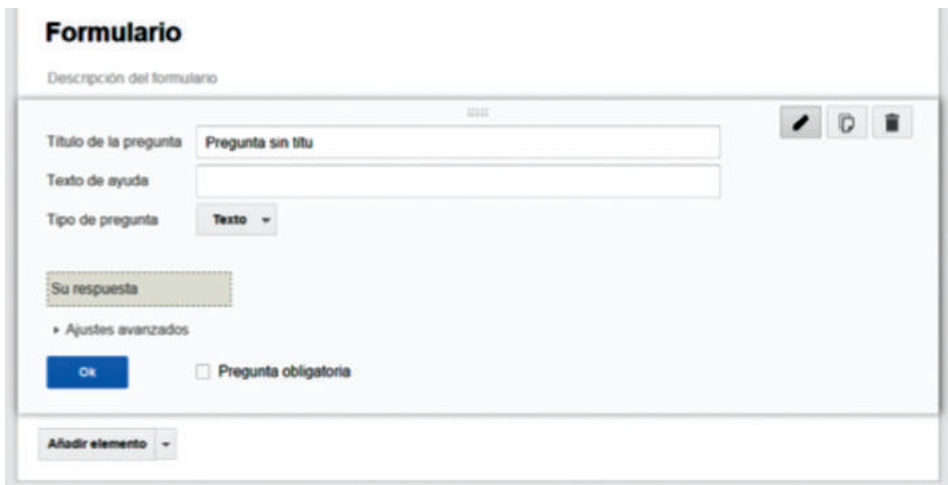 Formulario
Descripción del formulario
Título de la pregunta Pregunta sin títu
Texto de ayuda
Tipo de pregunta Texto
Su respuesta
Ajustes avanzados
Ok Pregunta obligatoria
Añadir elemento